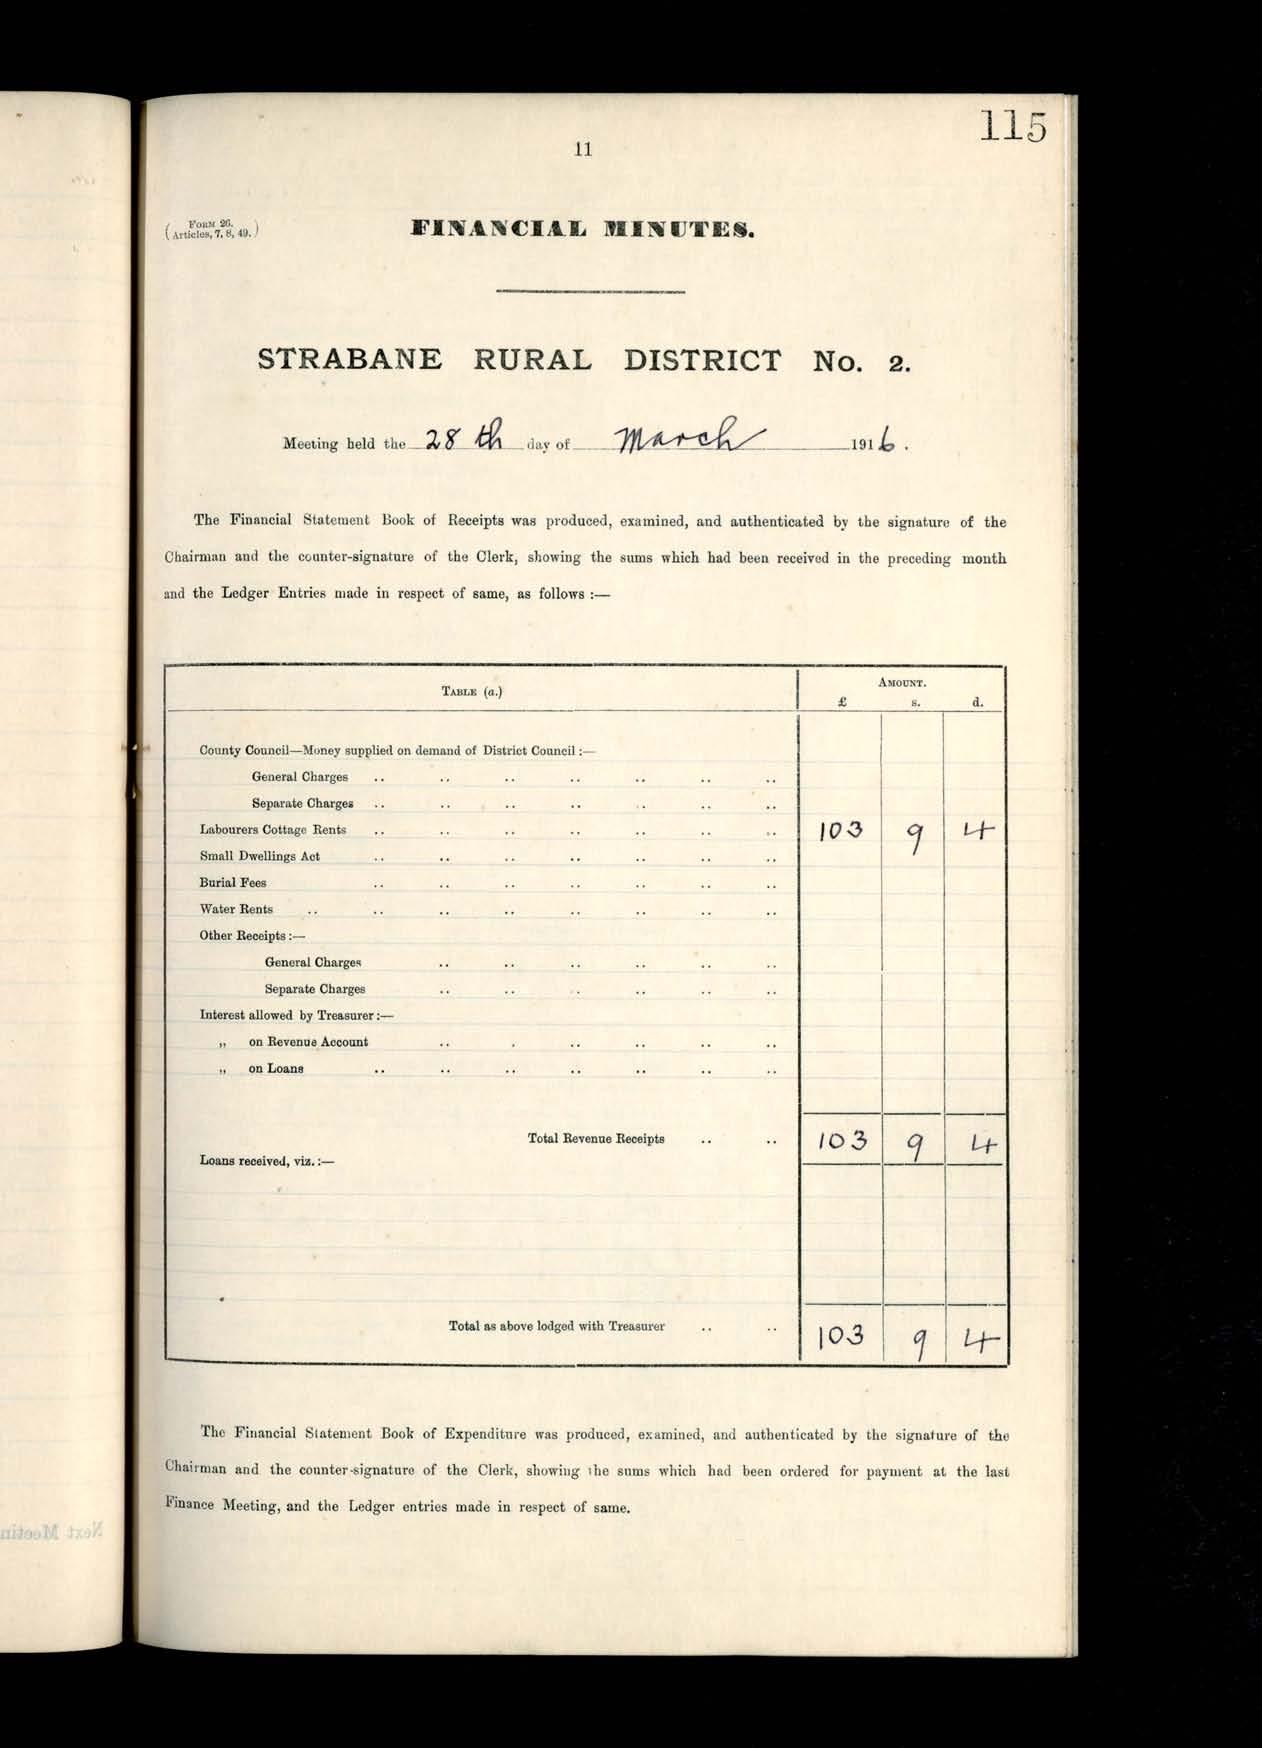 115
11
(Form 26.
Articles, 7, 8, 49.)
FINANCIAL MINUTES.
STRABANE RURAL DISTRICT No. 2.
Meeting held the 28th day of March 1916.
The Financial Statement Book of Receipts was produced, examined, and authenticated by the signature of the
Chairman and the counter-signature of the Clerk, showing the sums which had been received in the preceding month
and the Ledger Entries made in respect of same, as follows :—
Table (a.) Amount.
£ s. d.
County Council—Money supplied on demand of District Council :—
General Charges .. .. .. .. .. .. ..
Separate Charges .. .. .. .. .. .. ..
Labourers Cottage Rents .. .. .. .. .. .. .. 103 9 4
Small Dwellings Act .. .. .. .. .. .. ..
Burial Fees .. .. .. .. .. .. ..
Water Rents .. .. .. .. .. .. .. ..
Other Receipts :—
General Charges .. .. .. .. .. ..
Separate Charges .. .. .. .. .. ..
Interest allowed by Treasurer :—
„ on Revenue Account .. . .. .. .. ..
„ on Loans .. .. .. .. .. .. ..
Total Revenue Receipts .. .. 103 9 4
Loans received, viz. :—
Total as above lodged with Treasurer .. .. 103 9 4
The Financial Statement Book of Expenditure was produced, examined, and authenticated by the signature of the
Chairman and the counter-signature of the Clerk, showing the sums which had been ordered for payment at the last
Finance Meeting, and the Ledger entries made in respect of same.